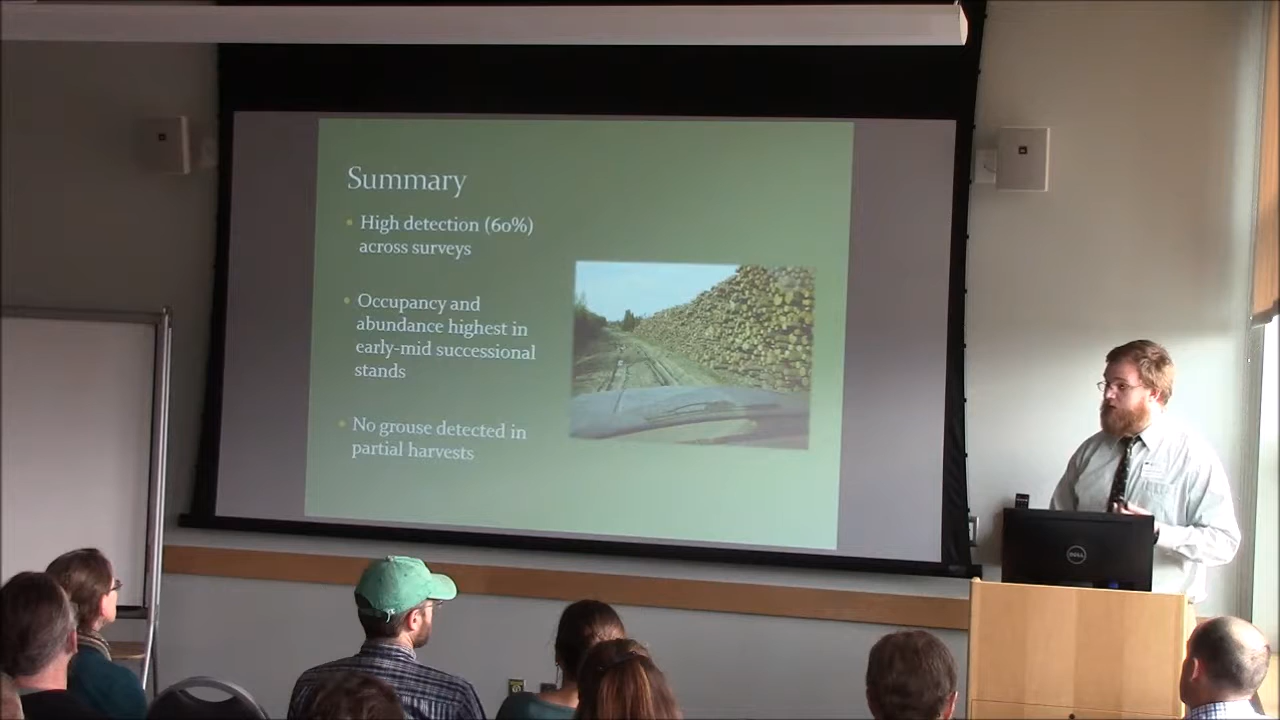 Summary
• High detection (60%)
across surveys
• Occupancy and
abundance highest in
early-mid successional
stands
• No grouse detected in
partial harvests
DELL